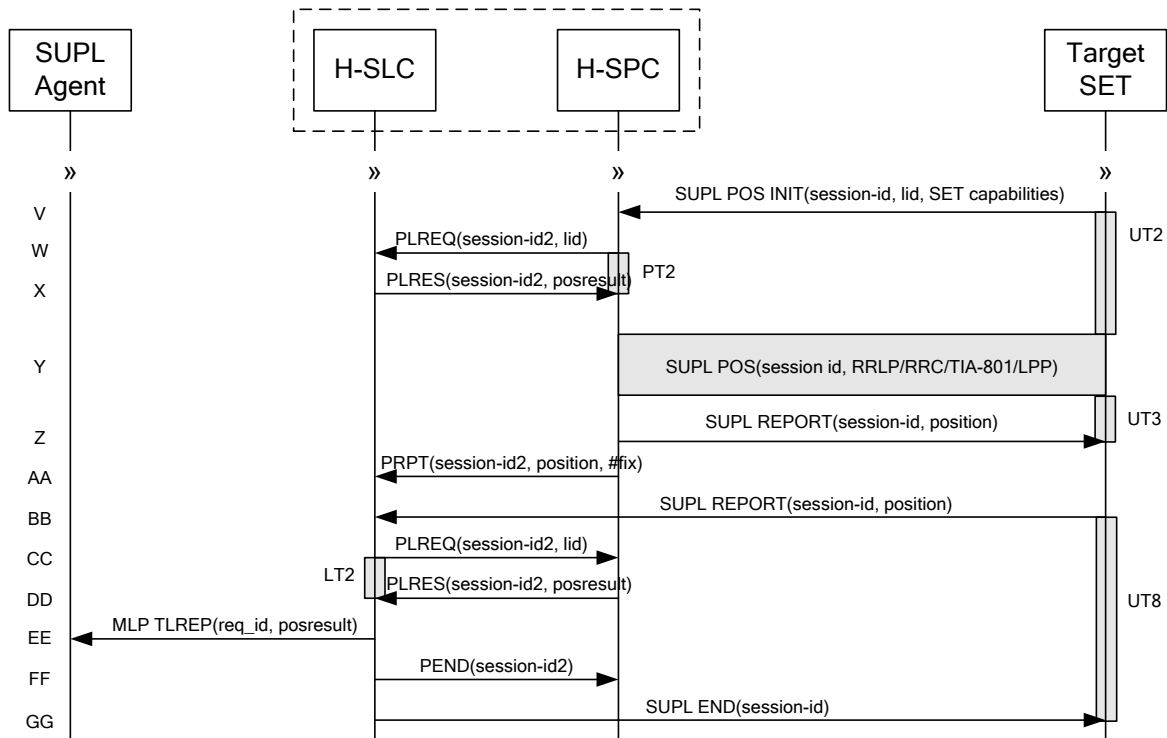 SUPL
Agent
H-SLC
H-SPC
Target
SET
»
»
»
»
V
SUPL POS INIT(session-id, lid, SET capabilities)
UT2
W
PLREQ(session-id2, lid)
PT2
X
PLRES(session-id2, posresult)
Y
SUPL POS(session id, RRLP/RRC/TIA-801/LPP)
UT3
Z
SUPL REPORT(session-id, position)
AA
PRPT(session-id2, position, #fix)
BB
SUPL REPORT(session-id, position)
CC
PLREQ(session-id2, lid)
LT2
DD
PLRES(session-id2, posresult)
UT8
EE
MLP TLREP(req_id, posresult)
FF
PEND(session-id2)
GG
SUPL END(session-id)